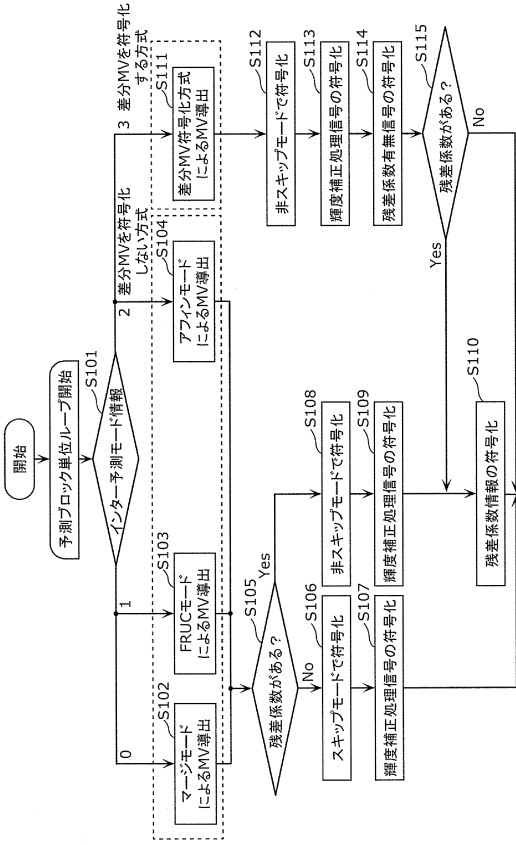 開始
予測ブロック単位ループ開始
S101
インター予測モード情報
0
1
2
3
差分MVを符号化
しない方式
差分MVを符号化
する方式
S102
マージモード
によるMV導出
S103
FRUCモード
によるMV導出
S104
アフィンモード
によるMV導出
S111
差分MV符号化方式
によるMV導出
S105
残差係数がある？
Yes
No
S106
スキップモードで符号化
S107
輝度補正処理信号の符号化
S108
非スキップモードで符号化
S109
輝度補正処理信号の符号化
S110
残差係数情報の符号化
S112
非スキップモードで符号化
S113
輝度補正処理信号の符号化
S114
残差係数有無信号の符号化
S115
残差係数がある？
Yes
No